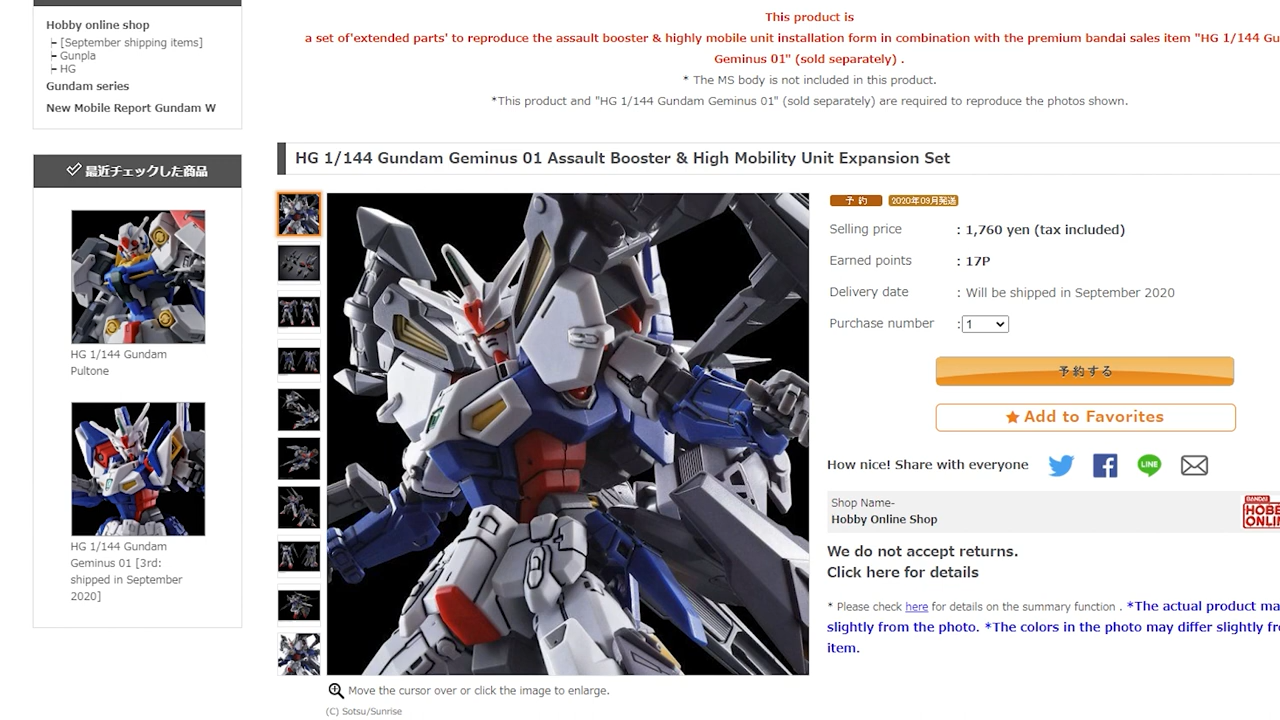 Hobby online shop
[September shipping items]
Gunpla
HG
Gundam series
New Mobile Report Gundam W
最近チェックした商品
HG 1/144 Gundam
Pultone
HG 1/144 Gundam
Geminus 01 [3rd:
shipped in September
2020]
This product is
a set of'extended parts' to reproduce the assault booster & highly mobile unit installation form in combination with the premium bandai sales item "HG 1/144 Gu
Geminus 01" (sold separately) .
* The MS body is not included in this product.
*This product and "HG 1/144 Gundam Geminus 01" (sold separately) are required to reproduce the photos shown.
HG 1/144 Gundam Geminus 01 Assault Booster & High Mobility Unit Expansion Set
予約 2020年09月発送
Selling price : 1,760 yen (tax included)
Earned points : 17P
Delivery date : Will be shipped in September 2020
Purchase number : 1
予約する
Add to Favorites
How nice! Share with everyone LINE
Shop Name-
Hobby Online Shop
BANDAI
HOBB
ONLIN
We do not accept returns.
Click here for details
* Please check here for details on the summary function . *The actual product ma
slightly from the photo. *The colors in the photo may differ slightly fr
item.
Move the cursor over or click the image to enlarge.
(C) Sotsu/Sunrise